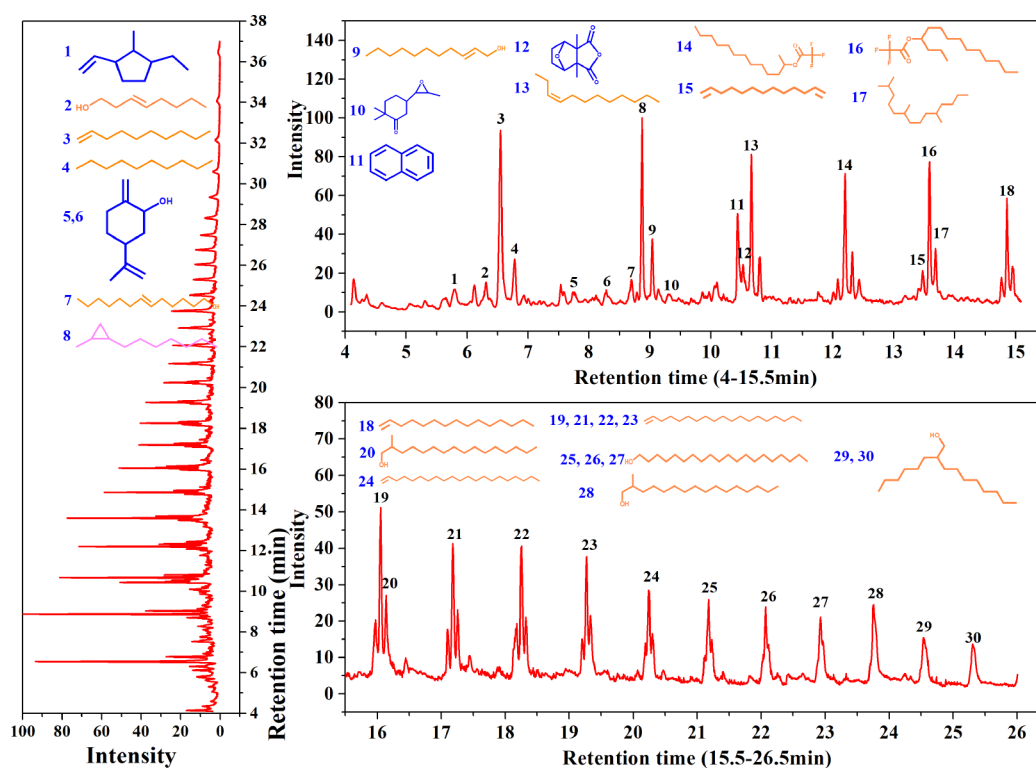 1
2
HO
3
4
5,6
OH
7
OH
8
38
36
34
32
30
28
26
24
22
20
18
16
14
12
10
8
6
4
Retention time (min)
100 80 60 40 20 0
Intensity
9
OH
10
O
O
11
12
O
O
O
O
13
14
O
O
F
F
F
15
16
F
F
F
O
O
17
140
120
100
80
60
40
20
0
Intensity
1 2 3 4 5 6 7 8 9 10 11 12 13 14 15 16 17 18
4 5 6 7 8 9 10 11 12 13 14 15
Retention time (4-15.5min)
18
20
OH
24
19, 21, 22, 23
25, 26, 27
HO
28
OH
29, 30
OH
80
70
60
50
40
30
20
10
0
Intensity
19 20 21 22 23 24 25 26 27 28 29 30
16 17 18 19 20 21 22 23 24 25 26
Retention time (15.5-26.5min)